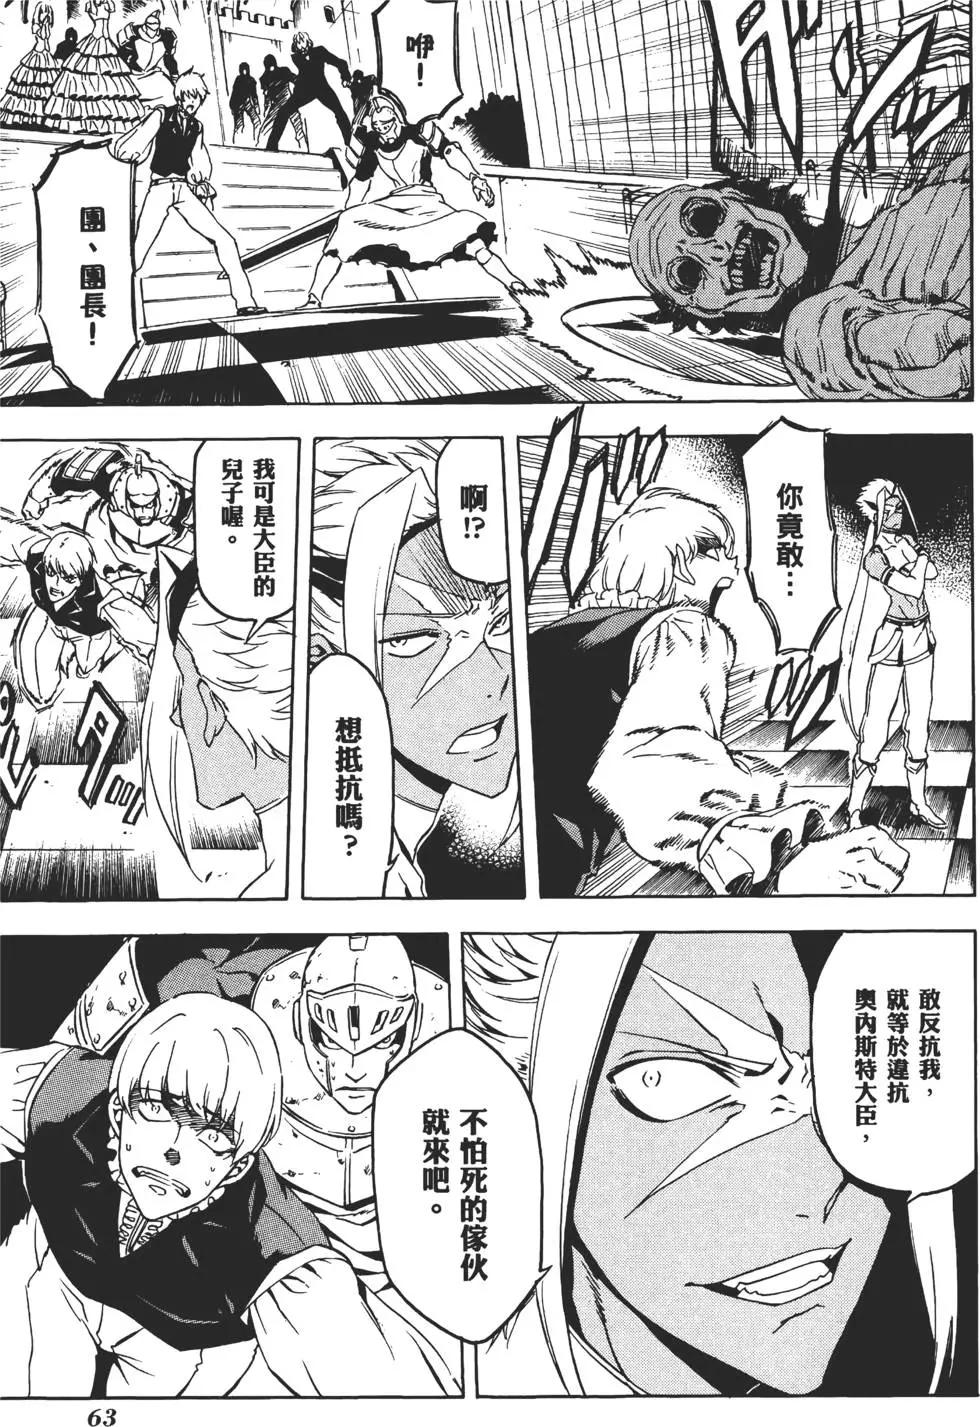 咿！
團、團長！
你竟敢…
啊!?
想抵抗嗎？
我可是大臣的
兒子喔。
敢反抗我，
就等於違抗
奧內斯特大臣，
不怕死的傢伙
就來吧。
63